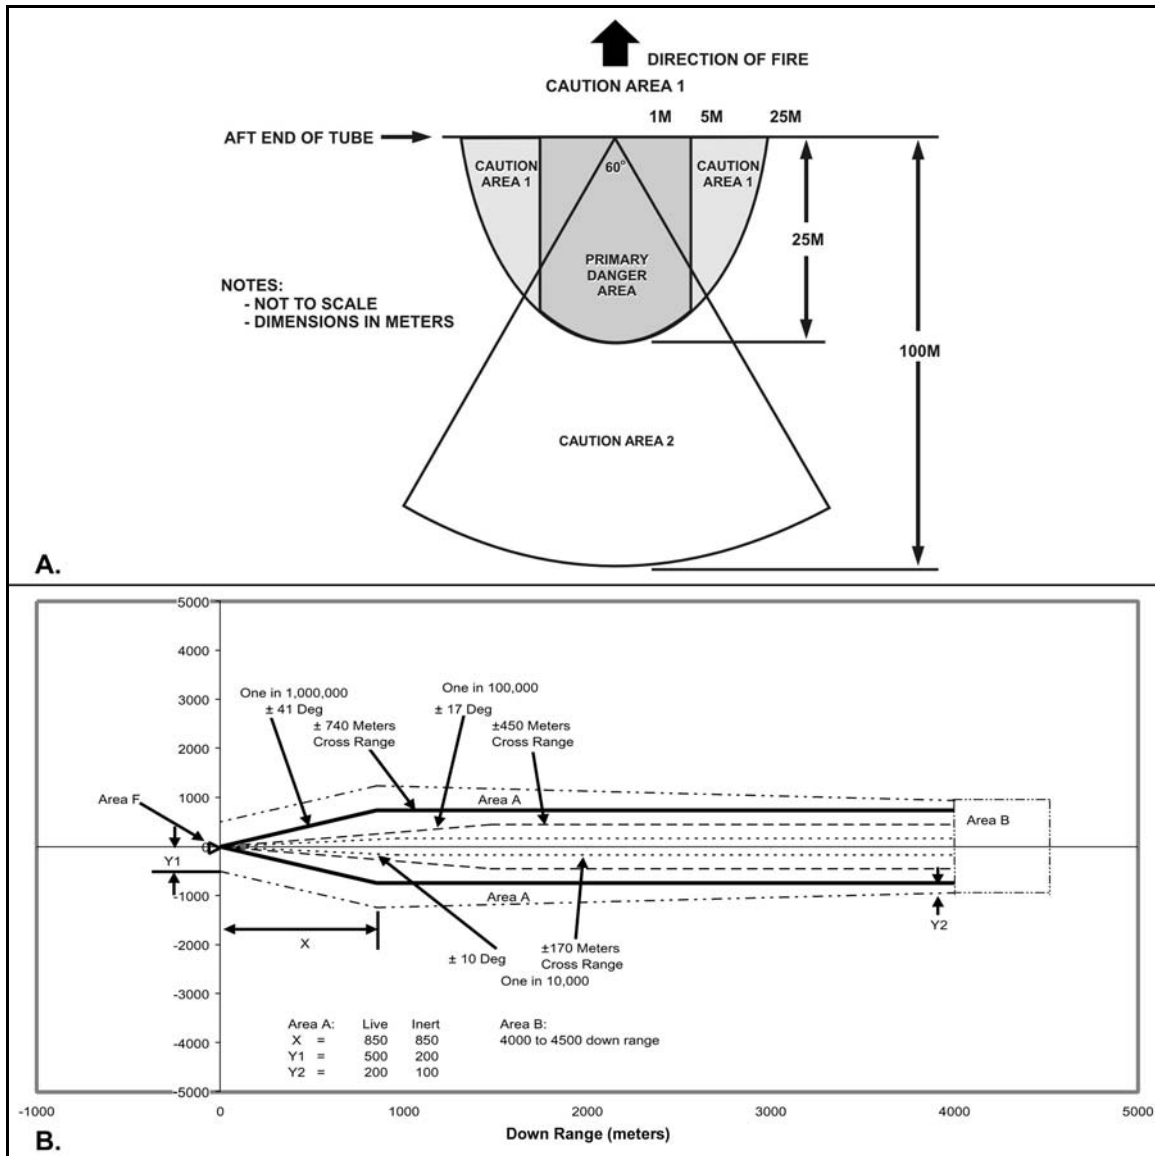 DIRECTION OF FIRE
CAUTION AREA 1
1M 5M 25M
AFT END OF TUBE
CAUTION
AREA 1
60°
CAUTION
AREA 1
25M
PRIMARY
DANGER
AREA
NOTES:
- NOT TO SCALE
- DIMENSIONS IN METERS
100M
CAUTION AREA 2
A.
5000
4000
3000
2000
1000
0
-1000
-2000
-3000
-4000
-5000
One in 1,000,000
± 41 Deg
± 740 Meters
Cross Range
One in 100,000
± 17 Deg
±450 Meters
Cross Range
Area F
Area A
Area B
Y1
Area A
Y2
X
± 10 Deg
±170 Meters
Cross Range
One in 10,000
Area A: Live Inert
X = 850 850
Y1 = 500 200
Y2 = 200 100
Area B:
4000 to 4500 down range
-1000 0 1000 2000 3000 4000 5000
Down Range (meters)
B.